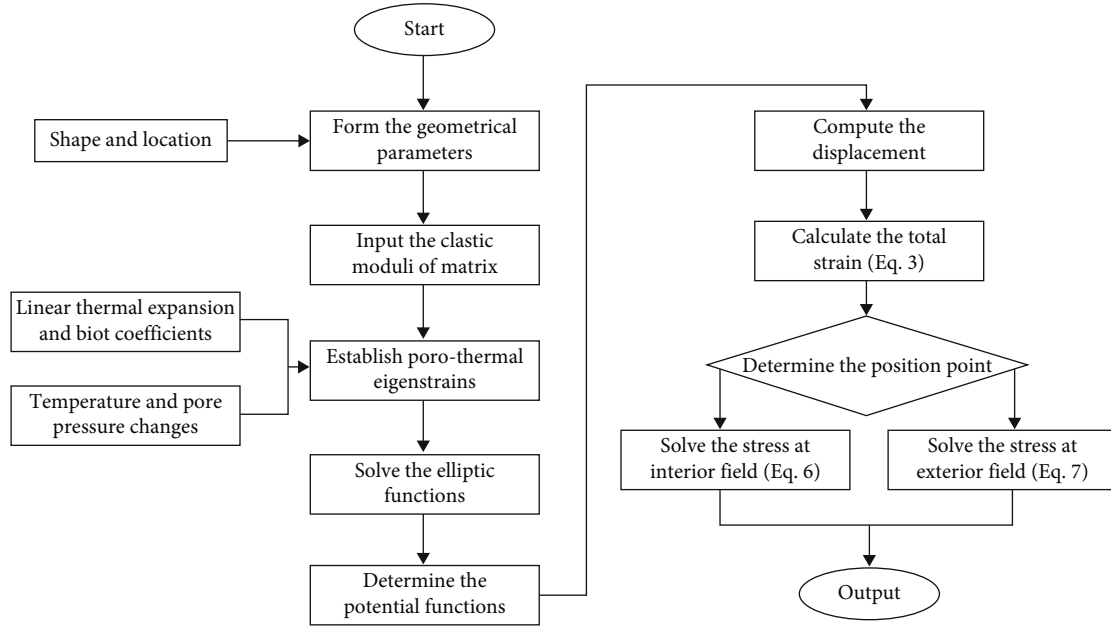 Start
Shape and location
Form the geometrical
parameters
Input the clastic
moduli of matrix
Linear thermal expansion
and biot coefficients
Temperature and pore
pressure changes
Establish poro-thermal
eigenstrains
Solve the elliptic
functions
Determine the
potential functions
Compute the
displacement
Calculate the total
strain (Eq. 3)
Determine the position point
Solve the stress at
interior field (Eq. 6)
Solve the stress at
exterior field (Eq. 7)
Output